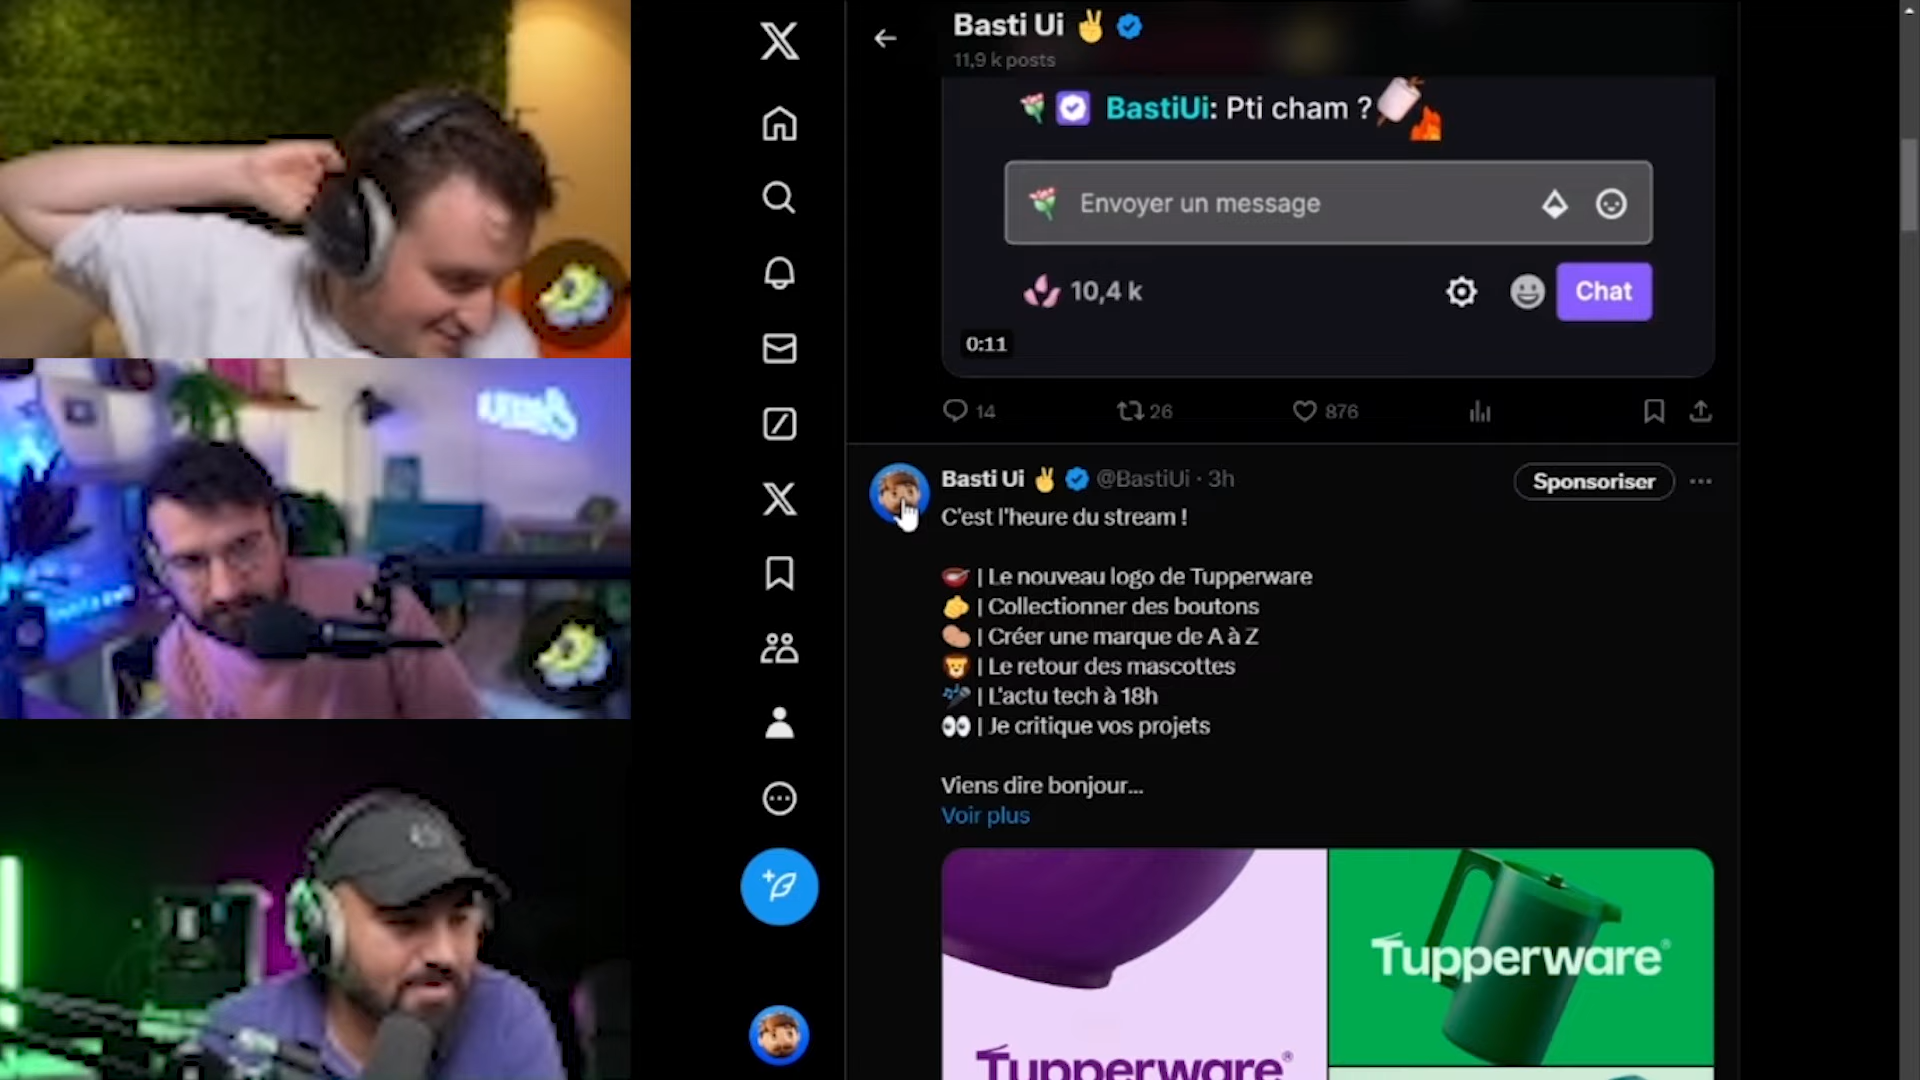 Basti Ui ✌
11,9 k posts
BastiUi: Pti cham ?
Envoyer un message
10,4 k
Chat
0:11
14
26
876
Basti Ui ✌ @BastiUi · 3h
Sponsoriser
C'est l'heure du stream !
| Le nouveau logo de Tupperware
| Collectionner des boutons
| Créer une marque de A à Z
| Le retour des mascottes
| L'actu tech à 18h
| Je critique vos projets
Viens dire bonjour...
Voir plus
Tupperware®
Tupperware®